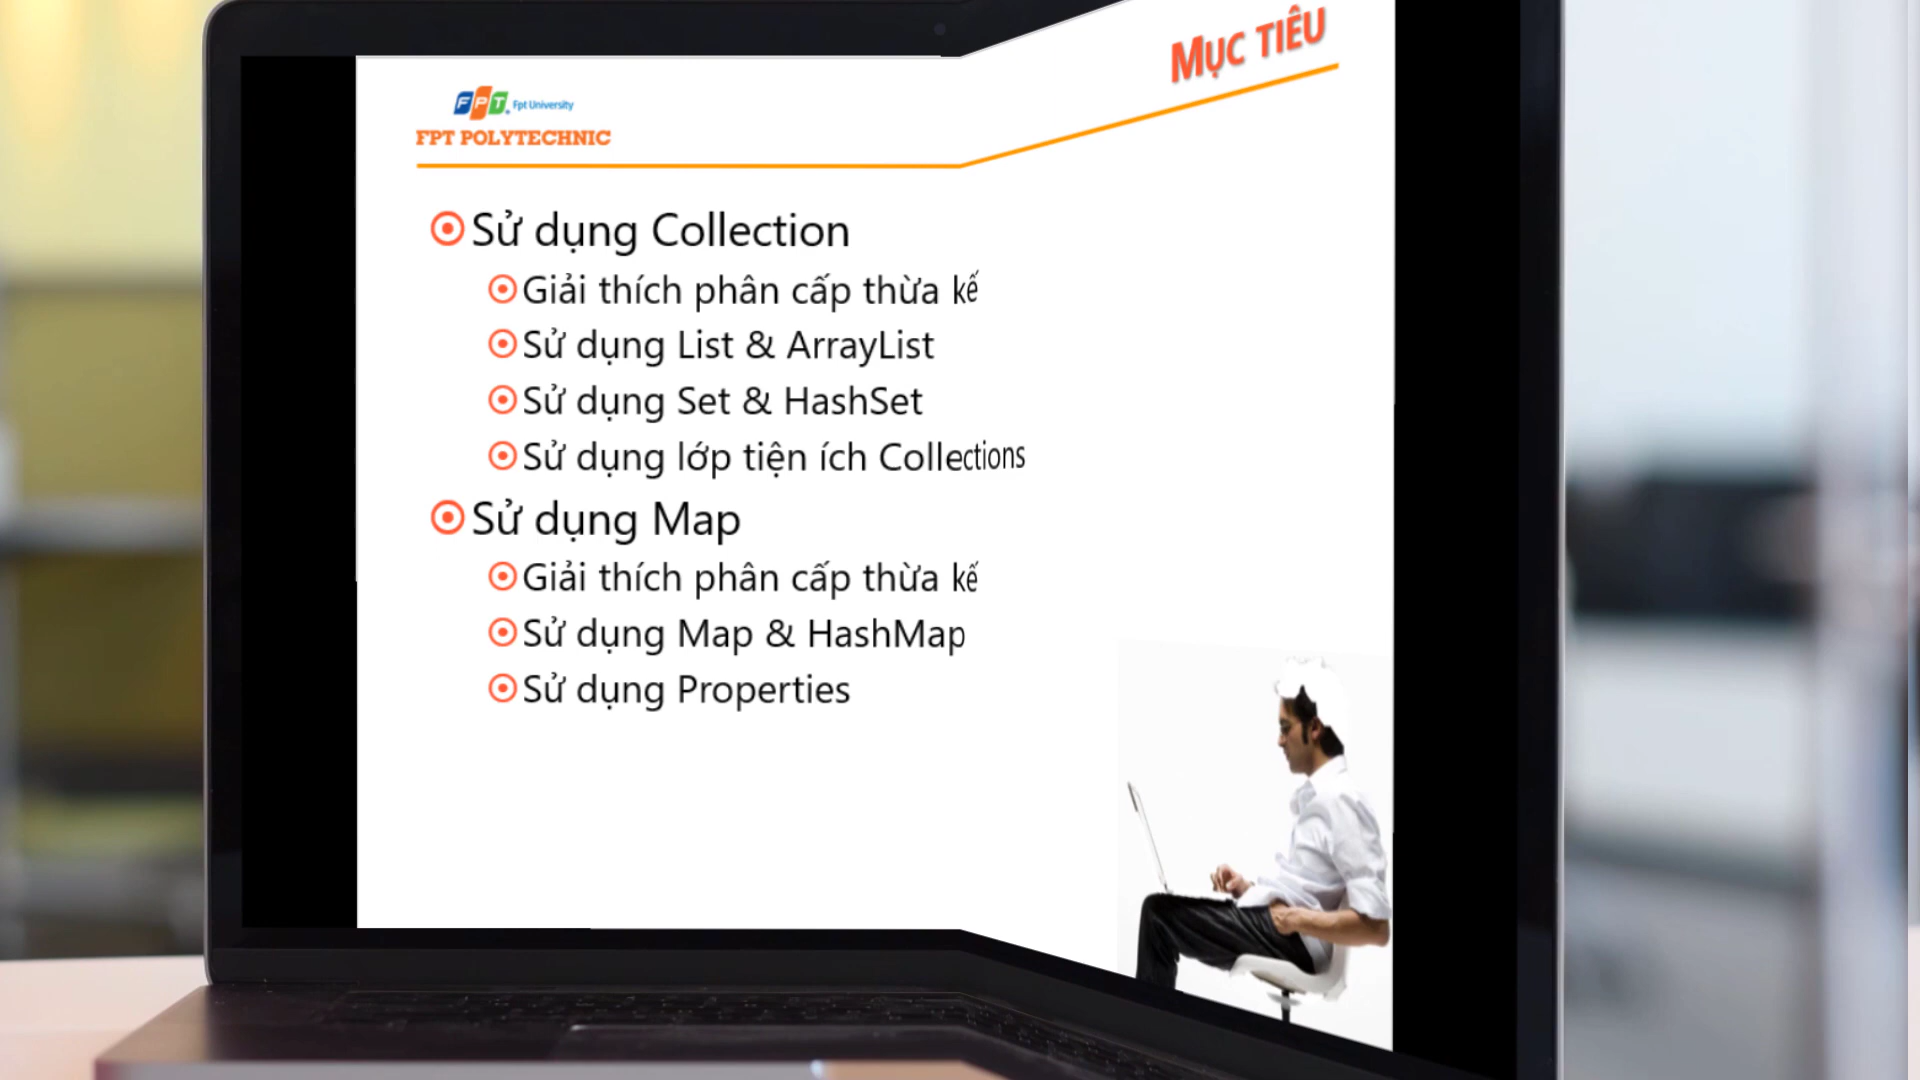 MỤC TIÊU
FPT. Fpt University
FPT POLYTECHNIC
Sử dụng Collection
Giải thích phân cấp thừa kế
Sử dụng List & ArrayList
Sử dụng Set & HashSet
Sử dụng lớp tiện ích Collections
Sử dụng Map
Giải thích phân cấp thừa kế
Sử dụng Map & HashMap
Sử dụng Properties